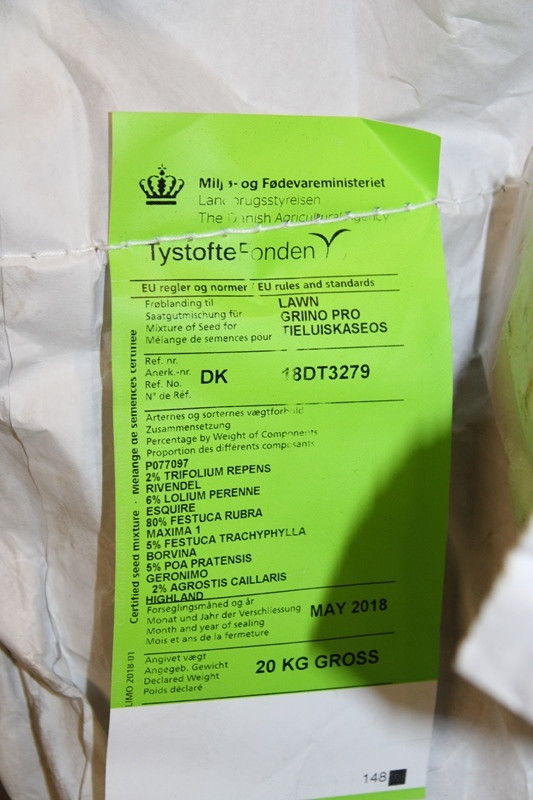 Milj - og Fødevareministeriet
Land rugsstyrelsen
The Danish Agricultural Agency
TystofteFonden
EU regler og normer / EU rules and standards
Frøblanding til
Saatgutmischung für
Mixture of Seed for
Mélange de semences pour
LAWN
GRIINO PRO
TIELUISKASEOS
Ref. nr.
Anerk.-nr.
Ref. No.
N° de Réf.
DK
18DT3279
Arternes og sorternes vægtforhold
Zusammensetzung
Percentage by Weight of Components
Proportion des différents composants
P077097
2% TRIFOLIUM REPENS
RIVENDEL
6% LOLIUM PERENNE
ESQUIRE
80% FESTUCA RUBRA
MAXIMA 1
5% FESTUCA TRACHYPHYLLA
BORVINA
5% POA PRATENSIS
GERONIMO
2% AGROSTIS CAILLARIS
HIGHLAND
Forseglingsmåned og år
Monat und Jahr der Verschliessung
Month and year of sealing
Mois et ans de la fermeture
MAY 2018
Angivet vægt
Angegeb. Gewicht
Declared Weight
Poids déclaré
20 KG GROSS
Certified seed mixture · Mélange de semences certifiée
LIMO 2018-01
148